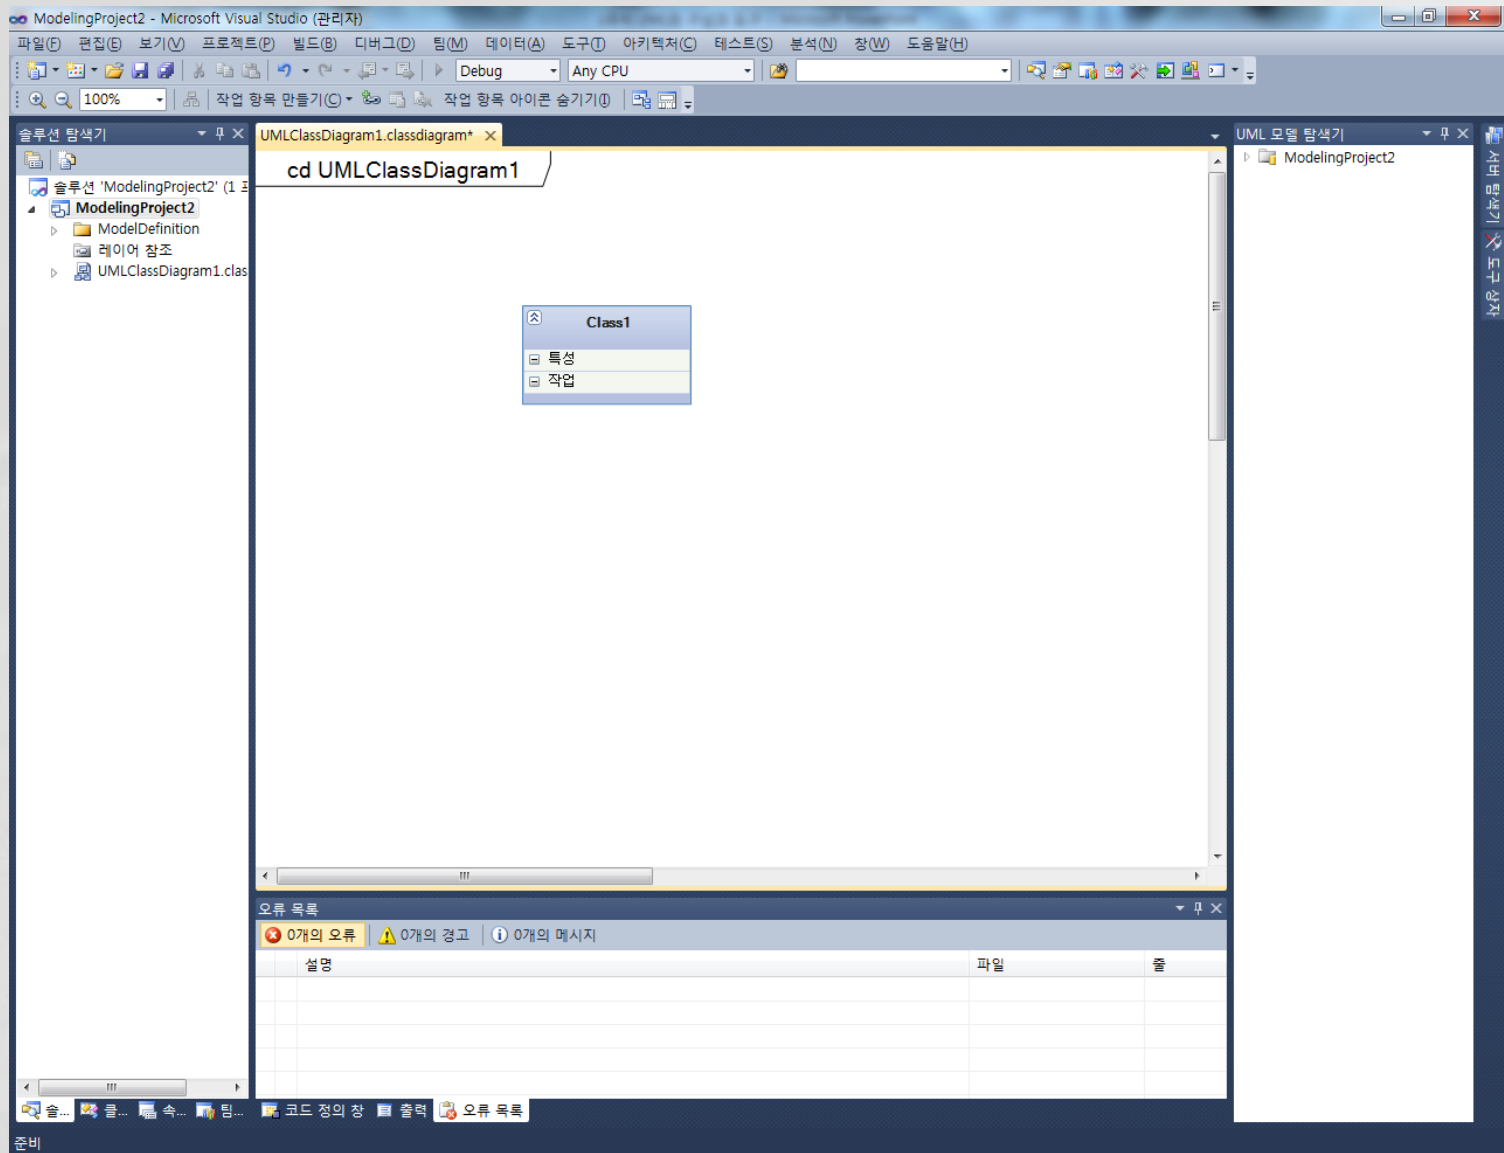 ModelingProject2 - Microsoft Visual Studio (관리자)
파일(F) 편집(E) 보기(V) 프로젝트(P) 빌드(B) 디버그(D) 팀(M) 데이터(A) 도구(T) 아키텍처(C) 테스트(S) 분석(N) 창(W) 도움말(H)
Debug Any CPU
100% 작업 항목 만들기(C) 작업 항목 아이콘 숨기기(I)
솔루션 탐색기
솔루션 'ModelingProject2' (1 프
ModelingProject2
ModelDefinition
레이어 참조
UMLClassDiagram1.clas
UMLClassDiagram1.classdiagram*
cd UMLClassDiagram1
Class1
특성
작업
UML 모델 탐색기
ModelingProject2
서버 탐색기
도구 상자
오류 목록
0개의 오류 0개의 경고 0개의 메시지
설명 파일 줄
솔... 클... 속... 팀...
코드 정의 창 출력 오류 목록
준비